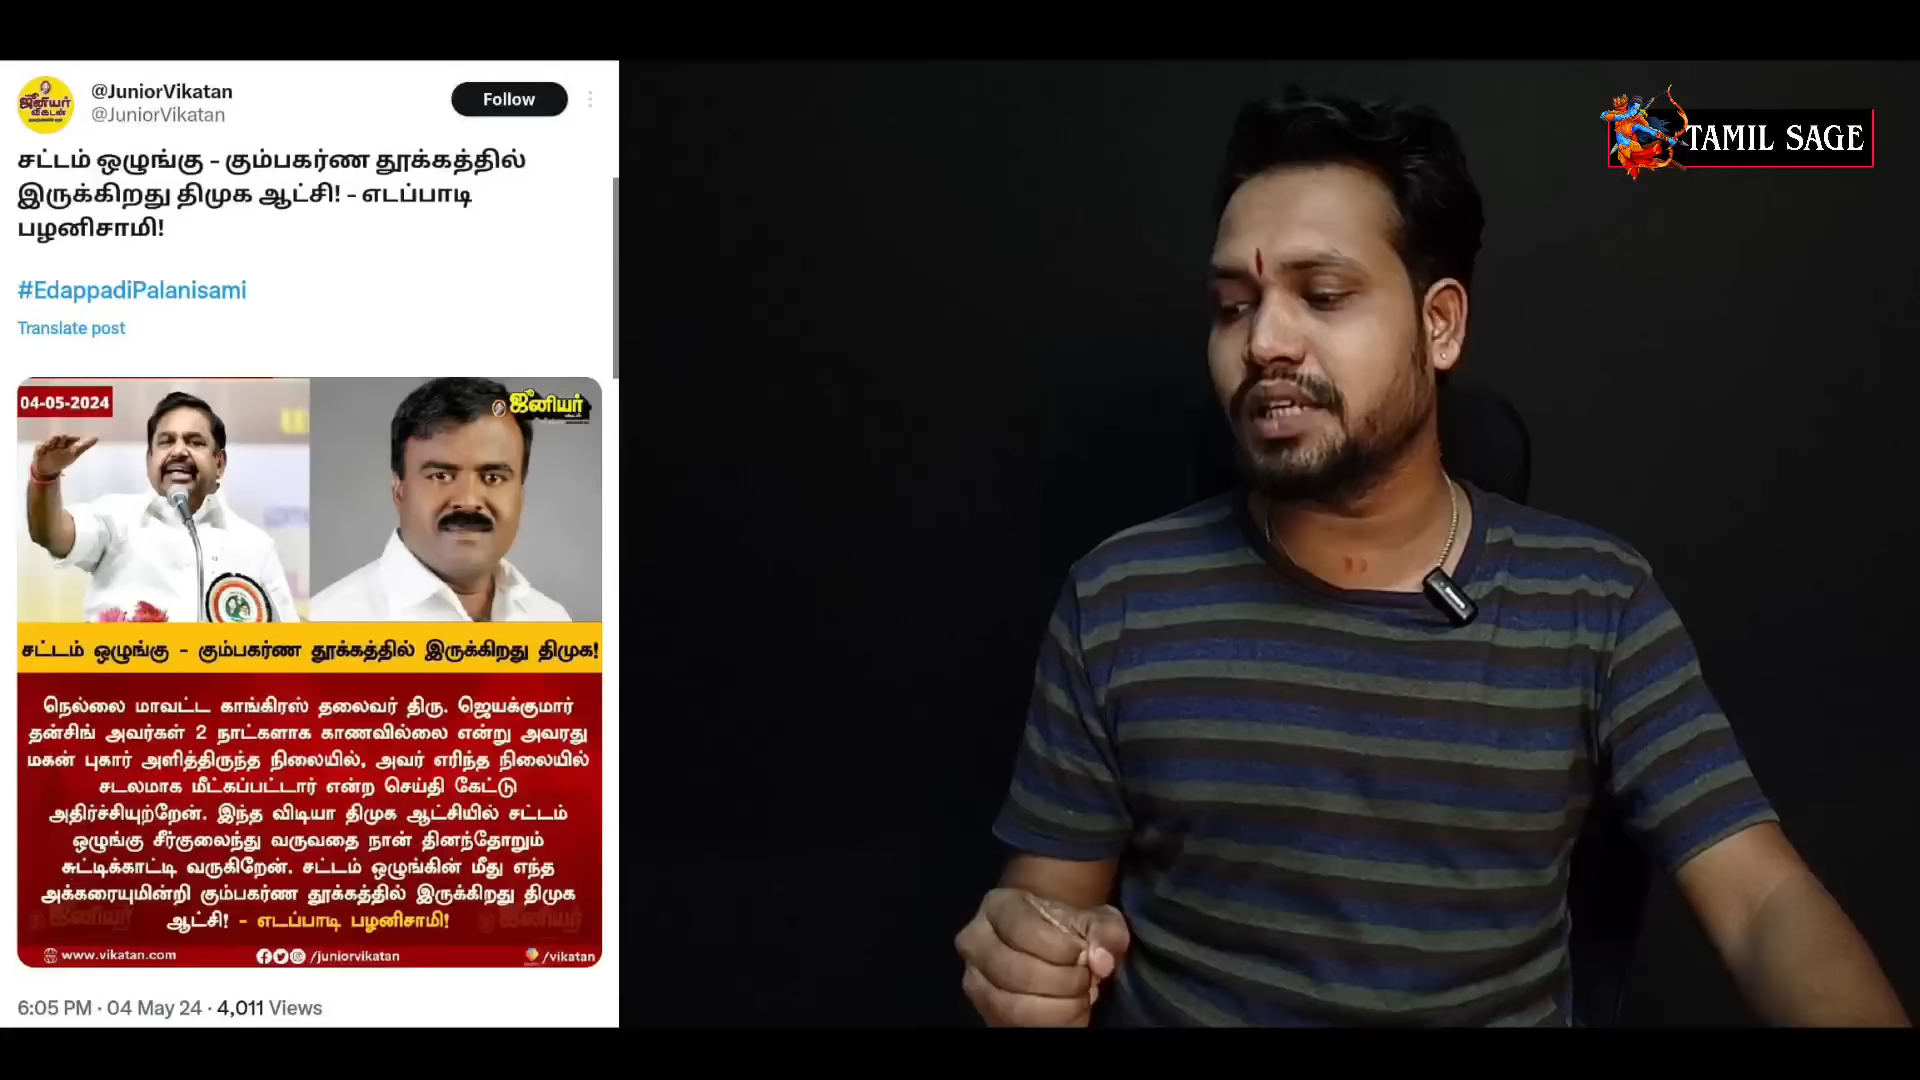 @JuniorVikatan
@JuniorVikatan
Follow
சட்டம் ஒழுங்கு - கும்பகர்ண தூக்கத்தில்
இருக்கிறது திமுக ஆட்சி! - எடப்பாடி
பழனிசாமி!
#EdappadiPalanisami
Translate post
04-05-2024
ஜூனியர்
சட்டம் ஒழுங்கு - கும்பகர்ண தூக்கத்தில் இருக்கிறது திமுக!
நெல்லை மாவட்ட காங்கிரஸ் தலைவர் திரு. ஜெயக்குமார்
தன்சிங் அவர்கள் 2 நாட்களாக காணவில்லை என்று அவரது
மகன் புகார் அளித்திருந்த நிலையில், அவர் எரிந்த நிலையில்
சடலமாக மீட்கப்பட்டார் என்ற செய்தி கேட்டு
அதிர்ச்சியுற்றேன். இந்த விடியா திமுக ஆட்சியில் சட்டம்
ஒழுங்கு சீர்குலைந்து வருவதை நான் தினந்தோறும்
சுட்டிக்காட்டி வருகிறேன். சட்டம் ஒழுங்கின் மீது எந்த
அக்கரையுமின்றி கும்பகர்ண தூக்கத்தில் இருக்கிறது திமுக
ஆட்சி! - எடப்பாடி பழனிசாமி!
www.vikatan.com
/juniorvikatan
/vikatan
6:05 PM · 04 May 24 · 4,011 Views
TAMIL SAGE